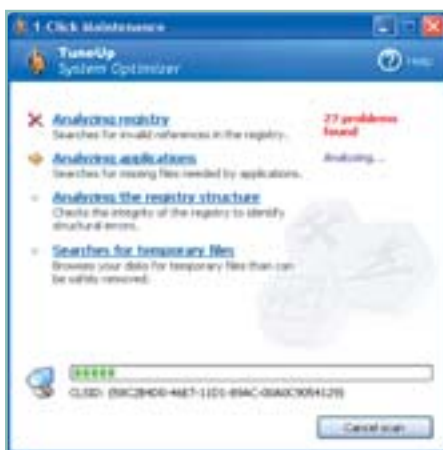 1-Click Maintenance
TuneUp
System Optimizer
Help
Analyzing registry
Searches for invalid references in the registry.
27 problems
found
Analyzing applications
Searches for missing files needed by applications.
Analyzing...
Analyzing the registry structure
Checks the integrity of the registry to identify
structural errors.
Searches for temporary files
Browses your data for temporary files than can
be safely removed.
CLSID:
Cancel scan